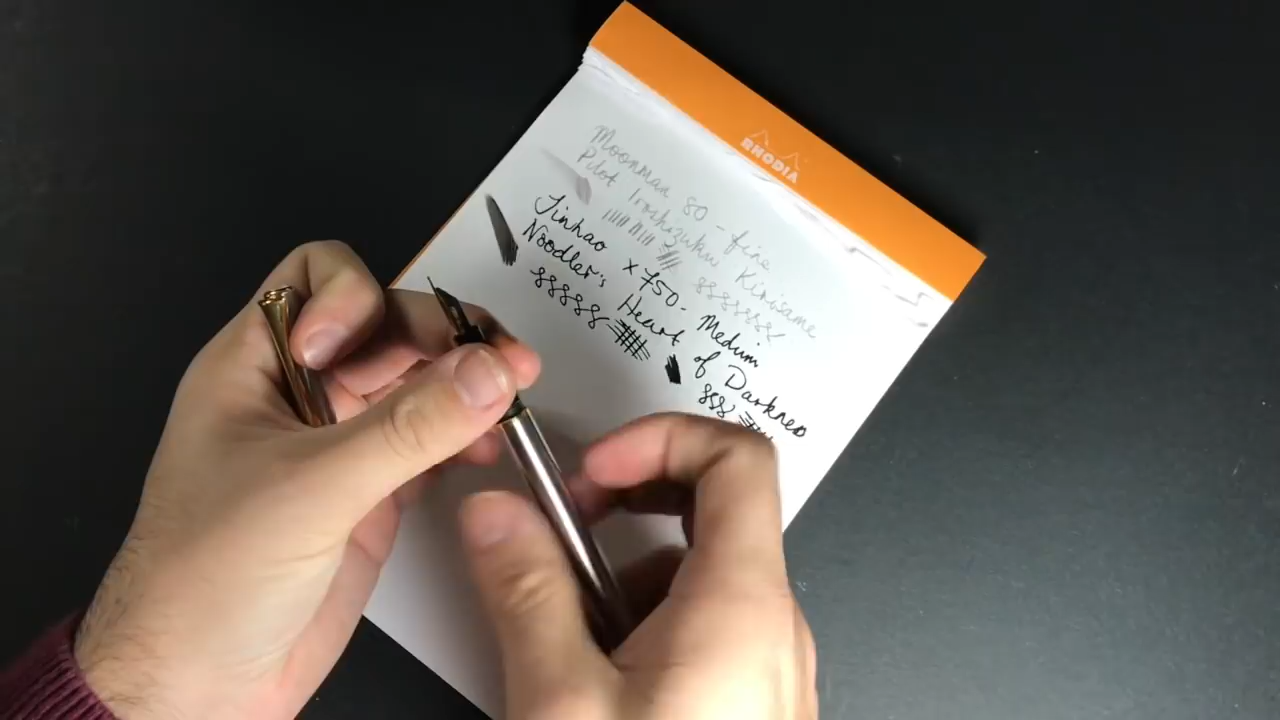 RHODIA
Moonman 80 - fine
Pilot Iroshizuku Kirisame
Jinhao x750 - Medium
Noodler's Heart of Darkness